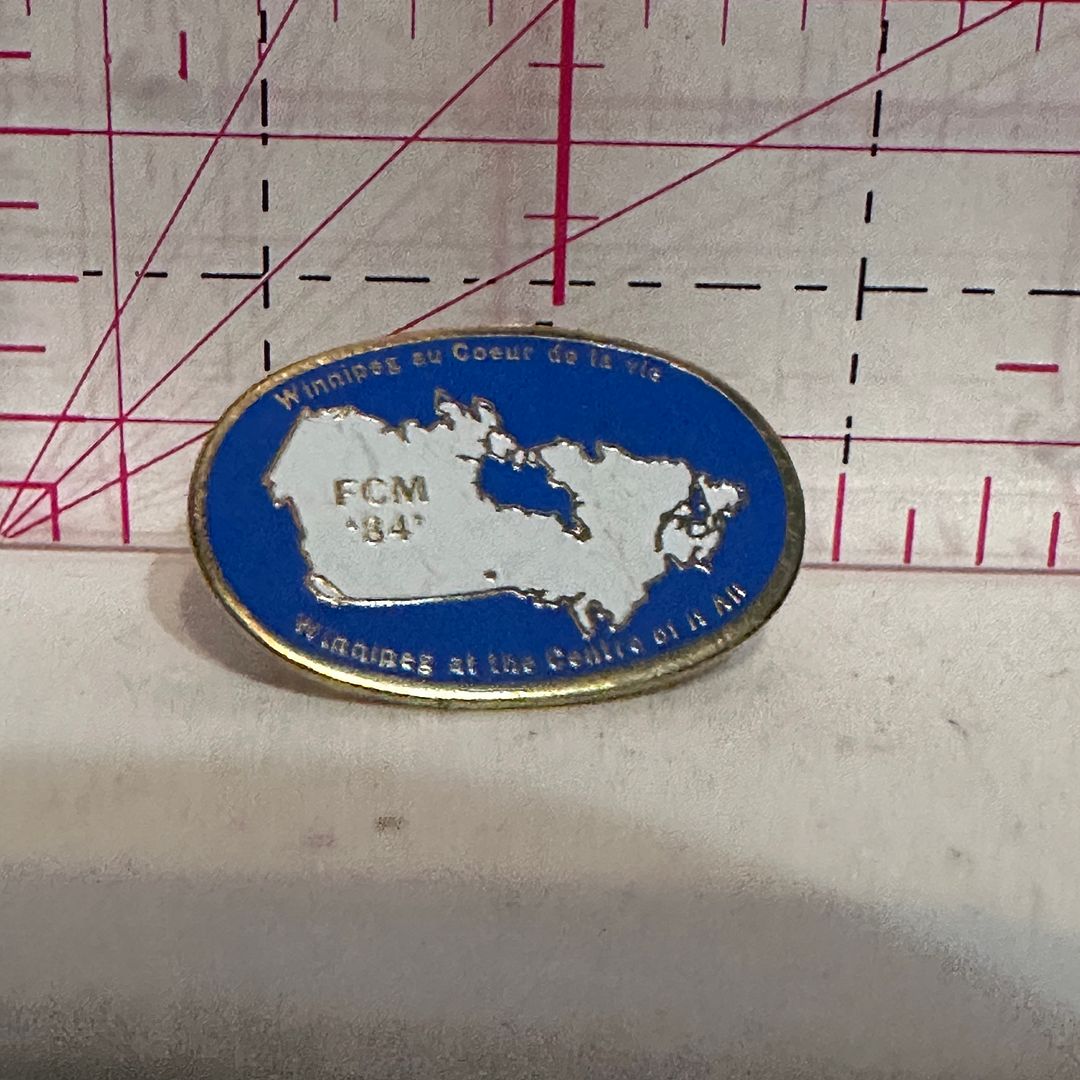 Winnipeg au Coeur de la vie
FCM
'84'
Winnipeg at the Centre of it All